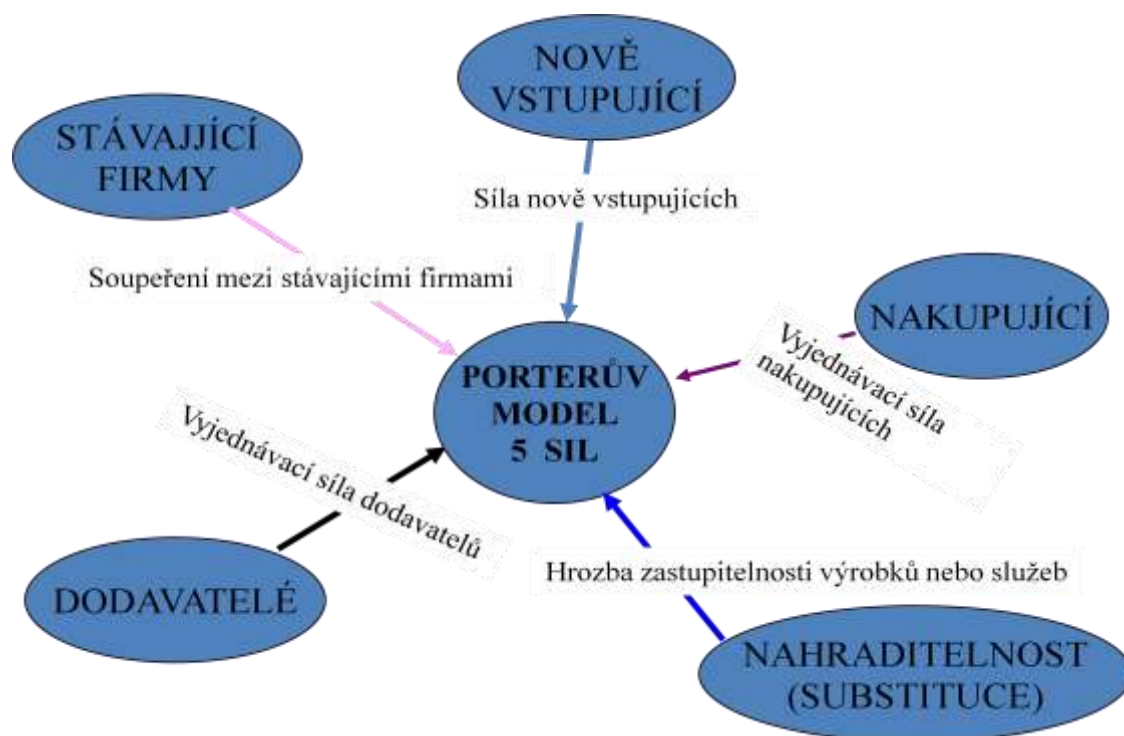 NOVĚ
VSTUPUJÍCÍ
STÁVAJJÍCÍ
FIRMY
Síla nově vstupujících
Soupeření mezi stávajícími firmami
NAKUPUJÍCÍ
Vyjednávací síla
nakupujících
PORTERŮV
MODEL
5 SIL
Vyjednávací síla dodavatelů
Hrozba zastupitelnosti výrobků nebo služeb
DODAVATELÉ
NAHRADITELNOST
(SUBSTITUCE)